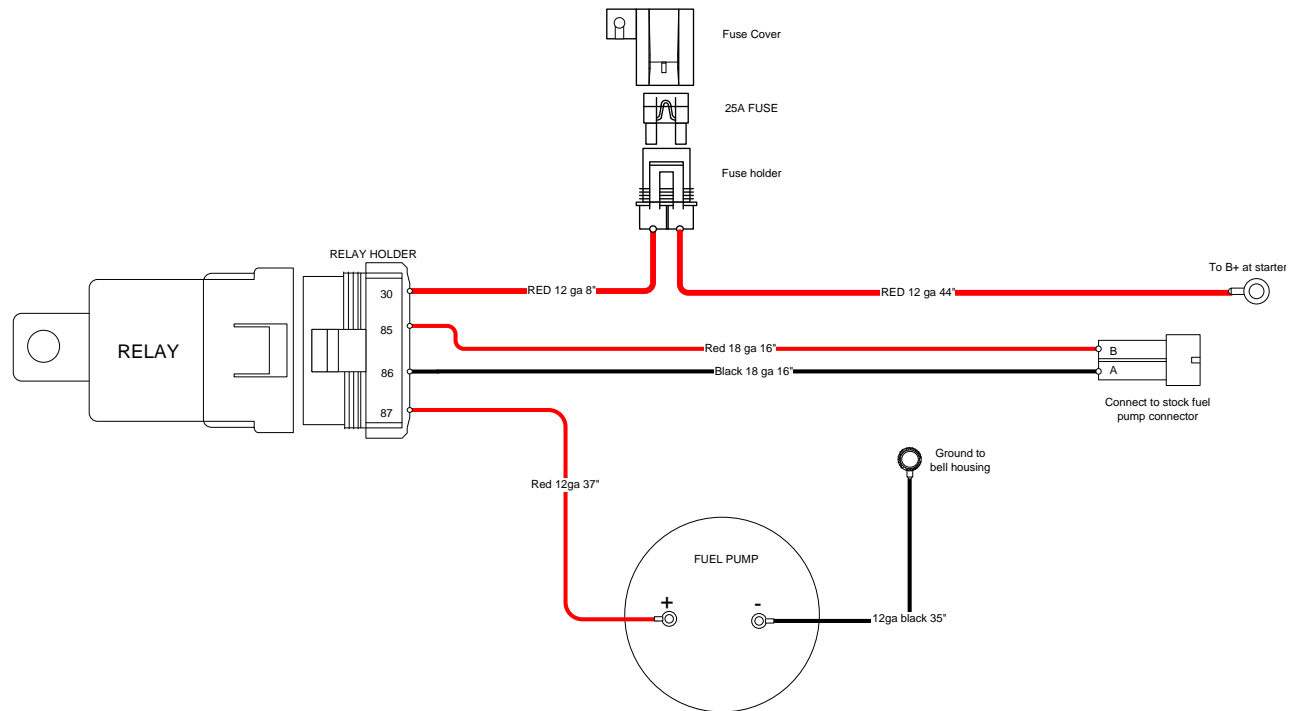 Fuse Cover
25A FUSE
Fuse holder
RELAY HOLDER
To B+ at starter
RELAY
30
RED 12 ga 8"
RED 12 ga 44"
85
Red 18 ga 16"
B
86
Black 18 ga 16"
A
87
Connect to stock fuel
pump connector
Ground to
bell housing
Red 12ga 37"
FUEL PUMP
+
-
12ga black 35"